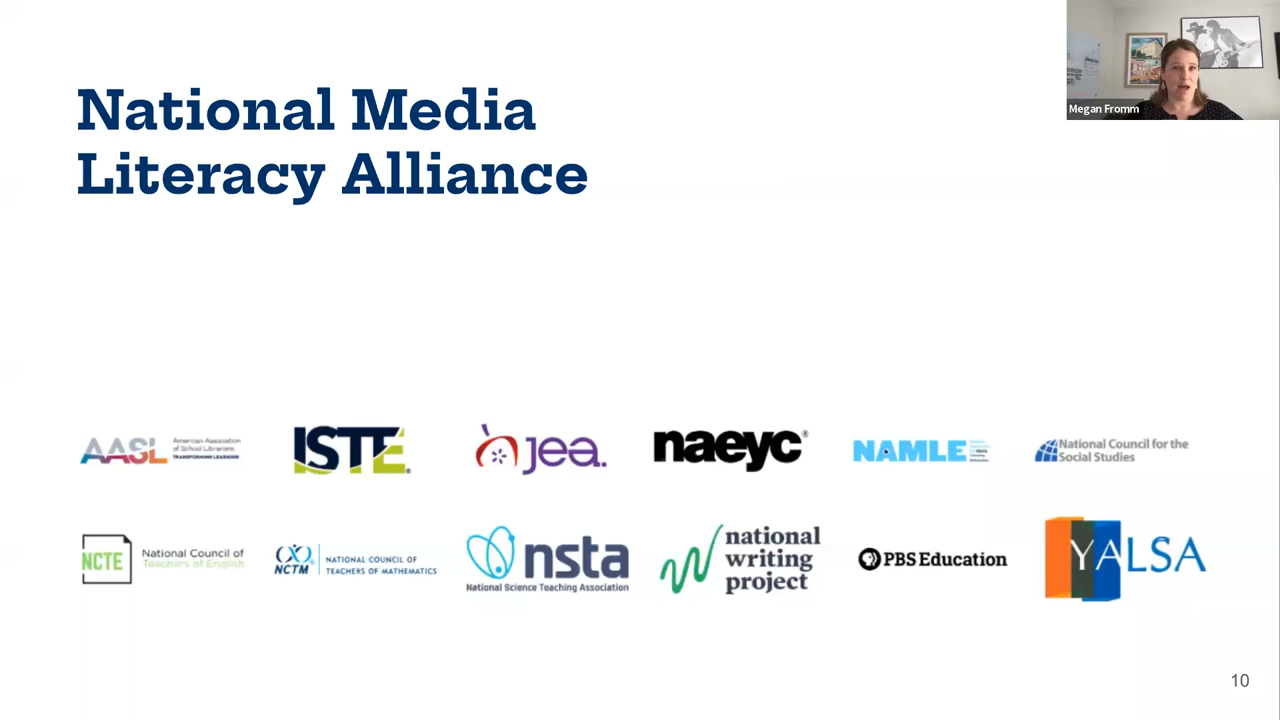 National Media
Literacy Alliance
Megan Fromm
AASL
American Association
of School Librarians
TRANSFORMING LEARNING
ISTE®
jea.
naeyc®
NAMLE
National Council for the
Social Studies
NCTE
National Council of
Teachers of English
NCTM
NATIONAL COUNCIL OF
TEACHERS OF MATHEMATICS
nsta
National Science Teaching Association
national
writing
project
PBS Education
YALSA
10